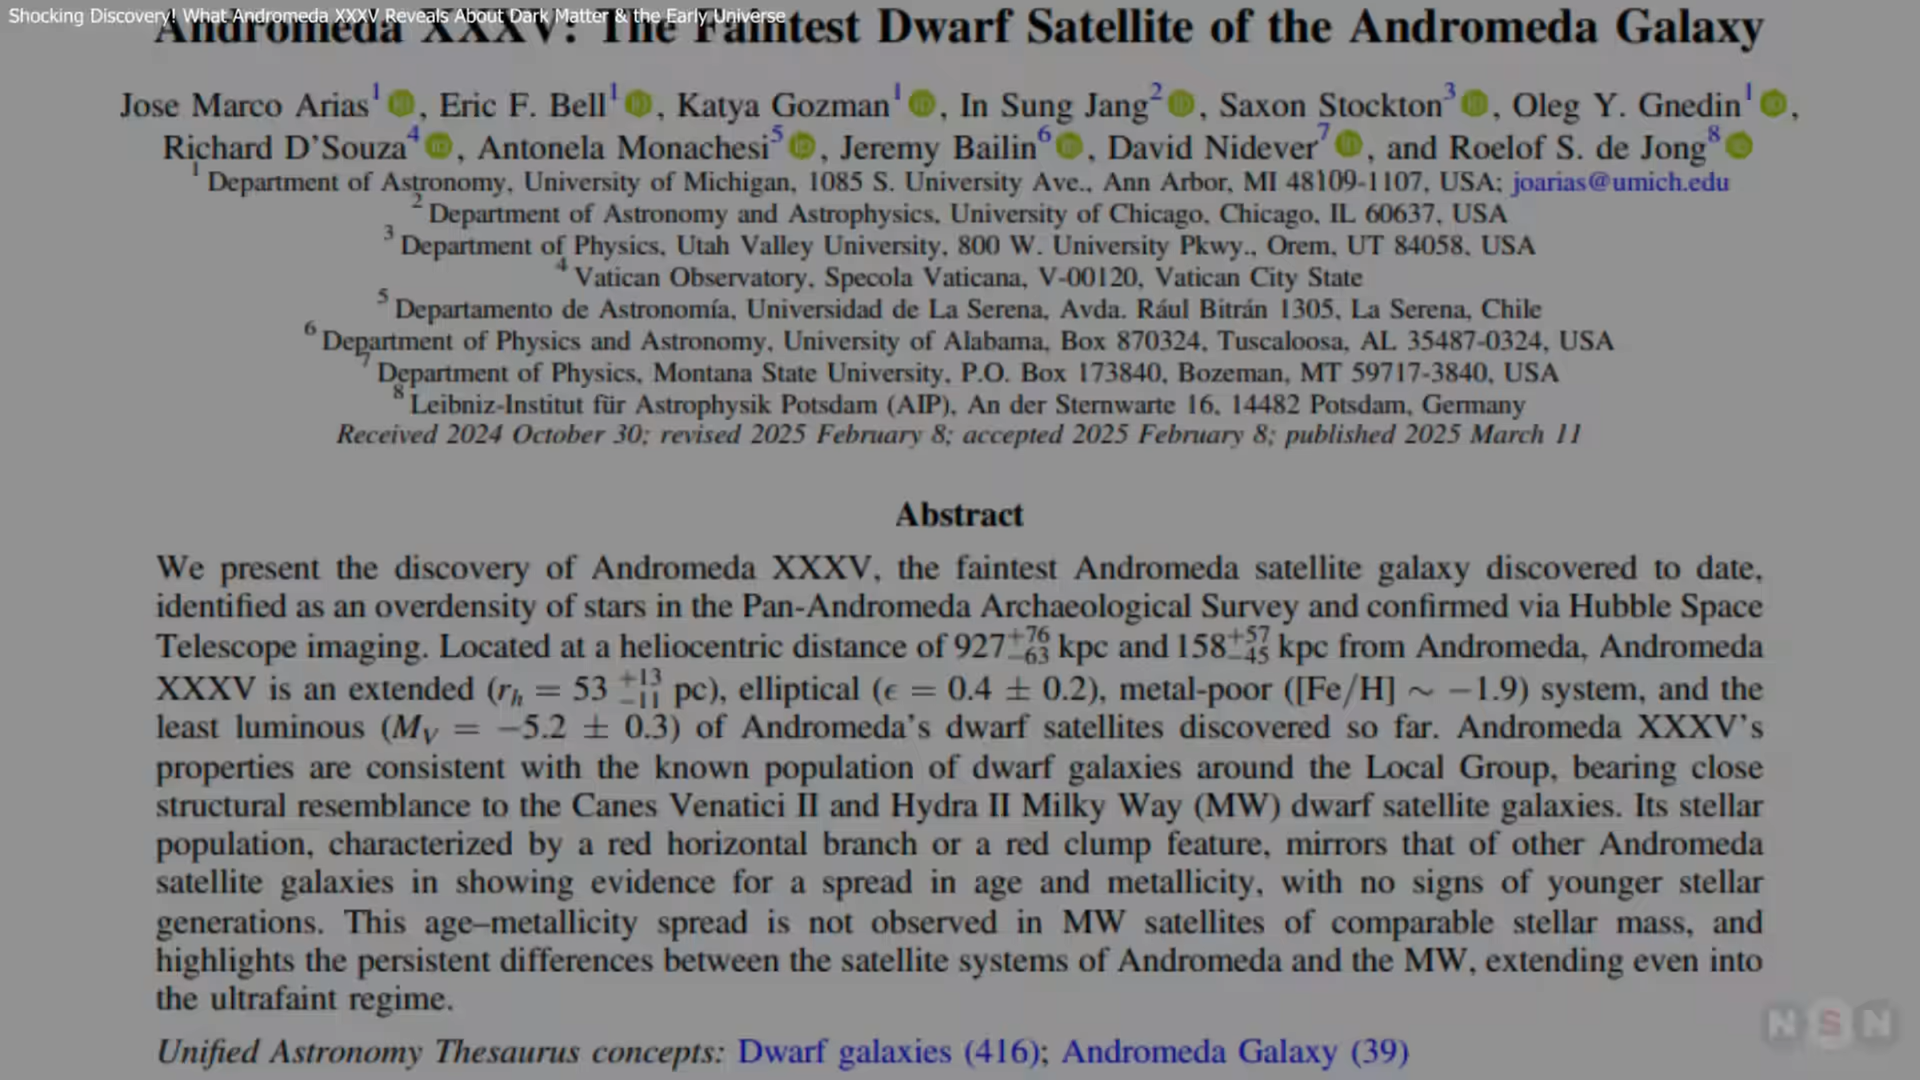 Shocking Discovery! What Andromeda XXXV Reveals About Dark Matter & the Early Universe
Andromeda XXXV: The Faintest Dwarf Satellite of the Andromeda Galaxy
Jose Marco Arias1, Eric F. Bell1, Katya Gozman1, In Sung Jang2, Saxon Stockton3, Oleg Y. Gnedin1,
Richard D'Souza4, Antonela Monachesi5, Jeremy Bailin6, David Nidever7, and Roelof S. de Jong8
1 Department of Astronomy, University of Michigan, 1085 S. University Ave., Ann Arbor, MI 48109-1107, USA; joarias@umich.edu
2 Department of Astronomy and Astrophysics, University of Chicago, Chicago, IL 60637, USA
3 Department of Physics, Utah Valley University, 800 W. University Pkwy., Orem, UT 84058, USA
4 Vatican Observatory, Specola Vaticana, V-00120, Vatican City State
5 Departamento de Astronomía, Universidad de La Serena, Avda. Rául Bitrán 1305, La Serena, Chile
6 Department of Physics and Astronomy, University of Alabama, Box 870324, Tuscaloosa, AL 35487-0324, USA
7 Department of Physics, Montana State University, P.O. Box 173840, Bozeman, MT 59717-3840, USA
8 Leibniz-Institut für Astrophysik Potsdam (AIP), An der Sternwarte 16, 14482 Potsdam, Germany
Received 2024 October 30; revised 2025 February 8; accepted 2025 February 8; published 2025 March 11
Abstract
We present the discovery of Andromeda XXXV, the faintest Andromeda satellite galaxy discovered to date,
identified as an overdensity of stars in the Pan-Andromeda Archaeological Survey and confirmed via Hubble Space
Telescope imaging. Located at a heliocentric distance of 927+76−63 kpc and 158+57−45 kpc from Andromeda, Andromeda
XXXV is an extended (rh = 53 +13−11 pc), elliptical (ϵ = 0.4 ± 0.2), metal-poor ([Fe/H] ~ −1.9) system, and the
least luminous (MV = −5.2 ± 0.3) of Andromeda's dwarf satellites discovered so far. Andromeda XXXV's
properties are consistent with the known population of dwarf galaxies around the Local Group, bearing close
structural resemblance to the Canes Venatici II and Hydra II Milky Way (MW) dwarf satellite galaxies. Its stellar
population, characterized by a red horizontal branch or a red clump feature, mirrors that of other Andromeda
satellite galaxies in showing evidence for a spread in age and metallicity, with no signs of younger stellar
generations. This age–metallicity spread is not observed in MW satellites of comparable stellar mass, and
highlights the persistent differences between the satellite systems of Andromeda and the MW, extending even into
the ultrafaint regime.
Unified Astronomy Thesaurus concepts: Dwarf galaxies (416); Andromeda Galaxy (39)
NSN